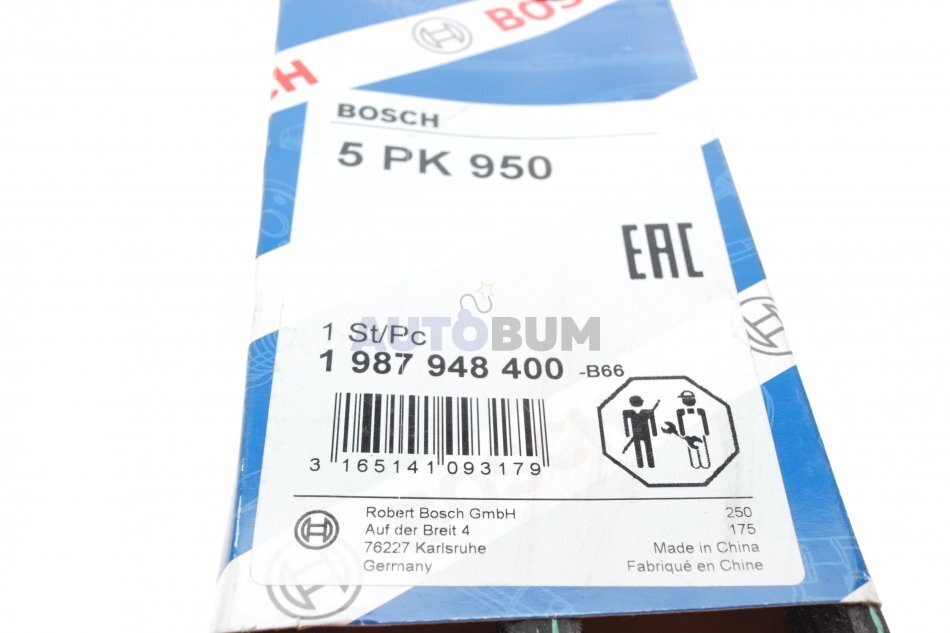 BOSCH
CH
BOSCH
5 PK 950
EAC
AUTOBUM
1 St/Pc
1 987 948 400 -B66
3 165141 093179
Robert Bosch GmbH
Auf der Breit 4
76227 Karlsruhe
Germany
250
175
Made in China
Fabriqué en Chine